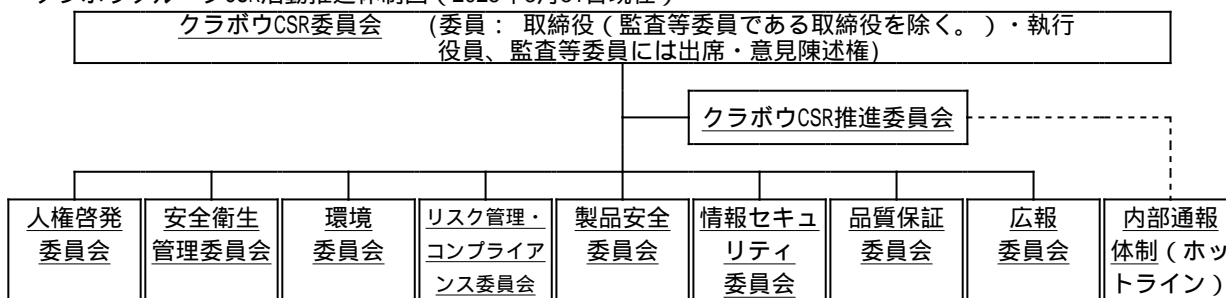 クラボウCSR委員会　(委員：取締役(監査等委員である取締役を除く。)・執行
役員、監査等委員には出席・意見陳述権)
クラボウCSR推進委員会
人権啓発
委員会
安全衛生
管理委員会
環境
委員会
リスク管理・
コンプライア
ンス委員会
製品安全
委員会
情報セキュ
リティ
委員会
品質保証
委員会
広報
委員会
内部通報
体制(ホッ
トライン)